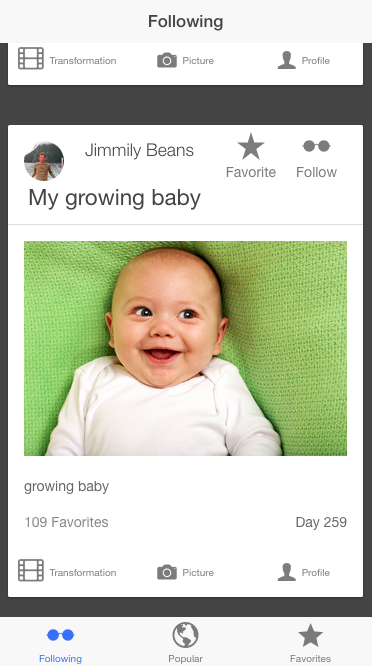 Following
Transformation Picture Profile
Jimmily Beans
Favorite Follow
My growing baby
growing baby
109 Favorites Day 259
Transformation Picture Profile
Following Popular Favorites